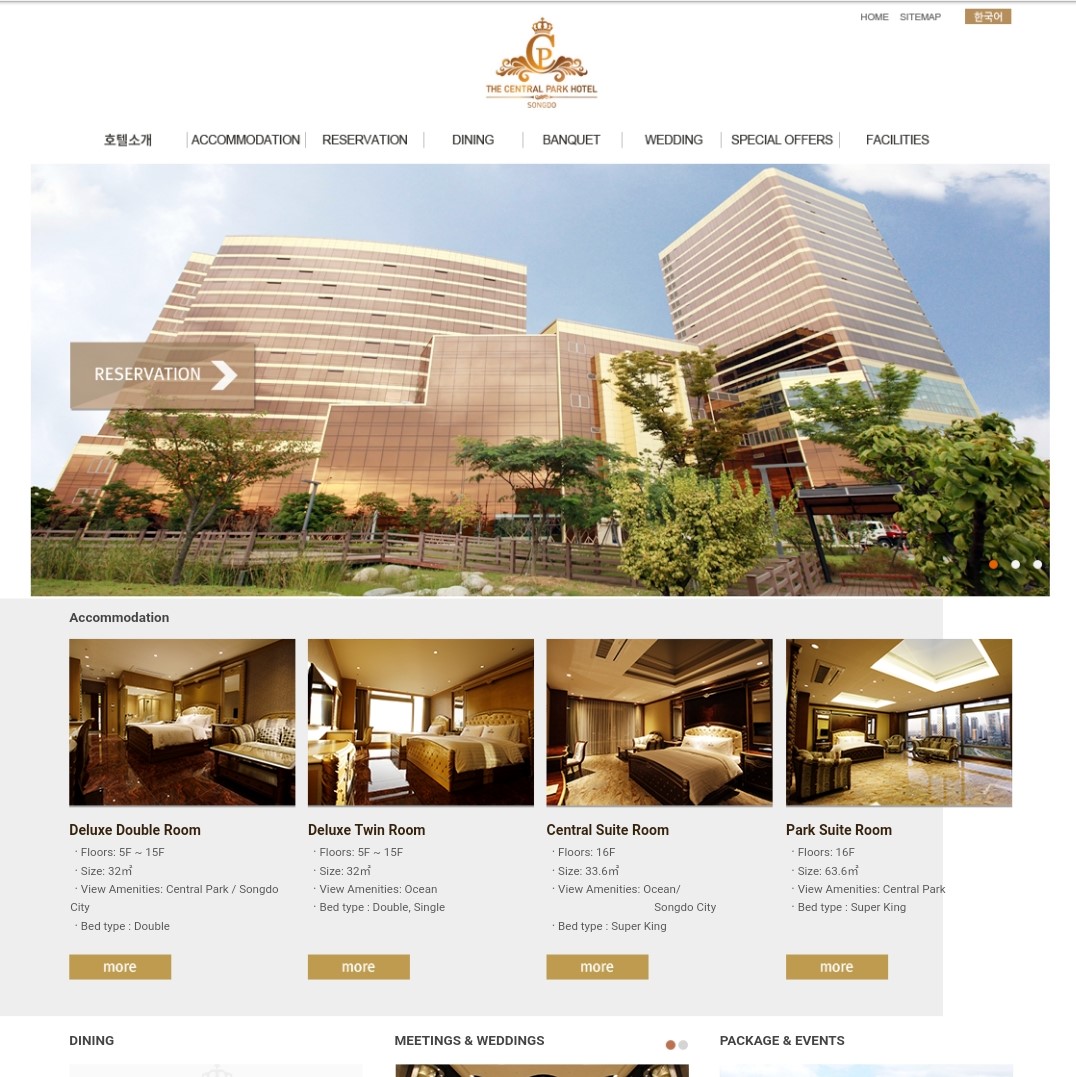 HOME SITEMAP 한국어
CP
THE CENTRAL PARK HOTEL
SONGDO
호텔소개 ACCOMMODATION RESERVATION DINING BANQUET WEDDING SPECIAL OFFERS FACILITIES
RESERVATION
Accommodation
Deluxe Double Room
· Floors: 5F ~ 15F
· Size: 32㎡
· View Amenities: Central Park / Songdo
City
· Bed type : Double
more
Deluxe Twin Room
· Floors: 5F ~ 15F
· Size: 32㎡
· View Amenities: Ocean
· Bed type : Double, Single
more
Central Suite Room
· Floors: 16F
· Size: 33.6㎡
· View Amenities: Ocean/
Songdo City
· Bed type : Super King
more
Park Suite Room
· Floors: 16F
· Size: 63.6㎡
· View Amenities: Central Park
· Bed type : Super King
more
DINING
MEETINGS & WEDDINGS
PACKAGE & EVENTS